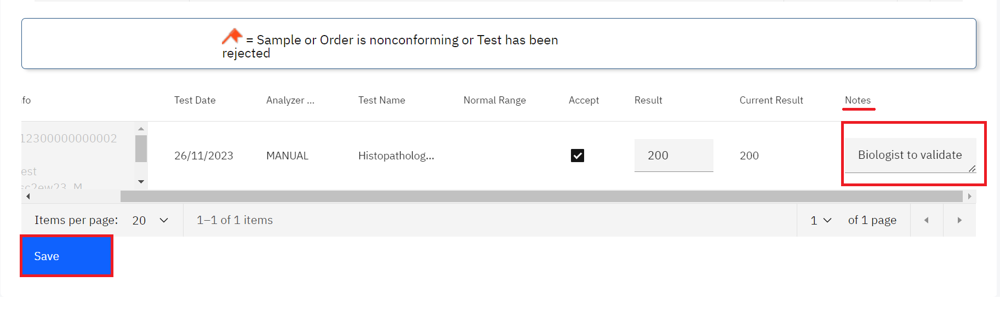 = Sample or Order is nonconforming or Test has been
rejected
fo Test Date Analyzer ... Test Name Normal Range Accept Result Current Result Notes
12300000000002
26/11/2023 MANUAL Histopatholog... 200 200 Biologist to validate
est
sc2ew23 M
Items per page: 20 1–1 of 1 items 1 of 1 page
Save